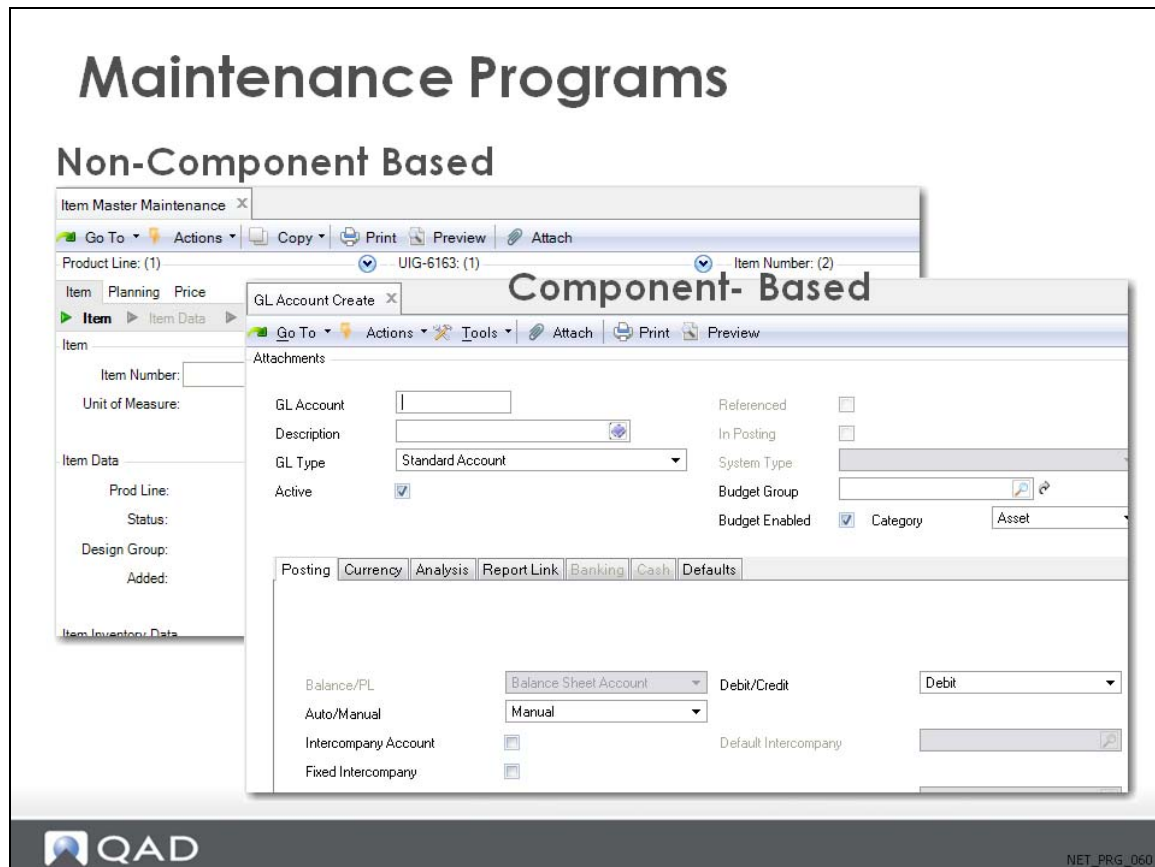 Maintenance Programs
Non-Component Based
Item Master Maintenance
Go To Actions Copy Print Preview Attach
Product Line: (1) UIG-6163: (1) Item Number: (2)
Item Planning Price
Item Item Data
Item
Item Number:
Unit of Measure:
Item Data
Prod Line:
Status:
Design Group:
Added:
Item Inventory Data
Component- Based
GL Account Create
Go To Actions Tools Attach Print Preview
Attachments
GL Account Referenced
Description In Posting
GL Type Standard Account System Type
Active Budget Group
Budget Enabled Category Asset
Posting Currency Analysis Report Link Banking Cash Defaults
Balance/PL Balance Sheet Account Debit/Credit Debit
Auto/Manual Manual
Intercompany Account Default Intercompany
Fixed Intercompany
QAD
NET_PRG_060